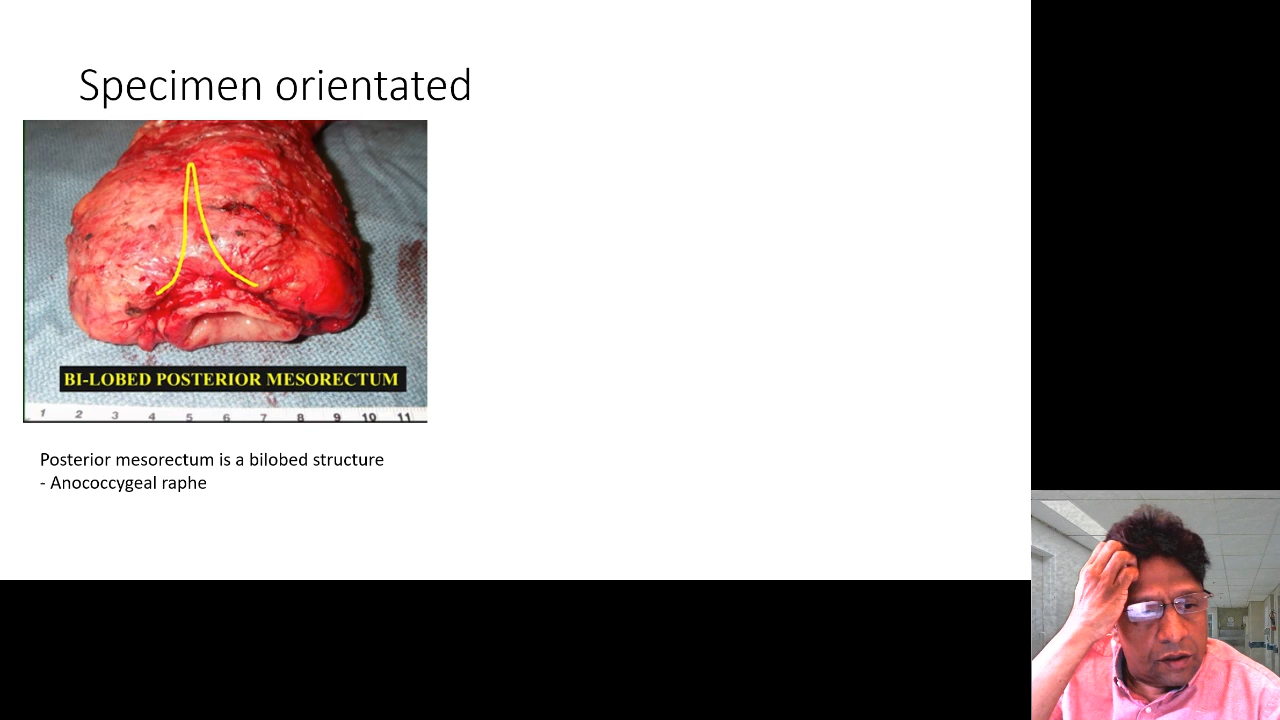 Specimen orientated
BI-LOBED POSTERIOR MESORECTUM
1 2 3 4 5 6 7 8 9 10 11
Posterior mesorectum is a bilobed structure
- Anococcygeal raphe